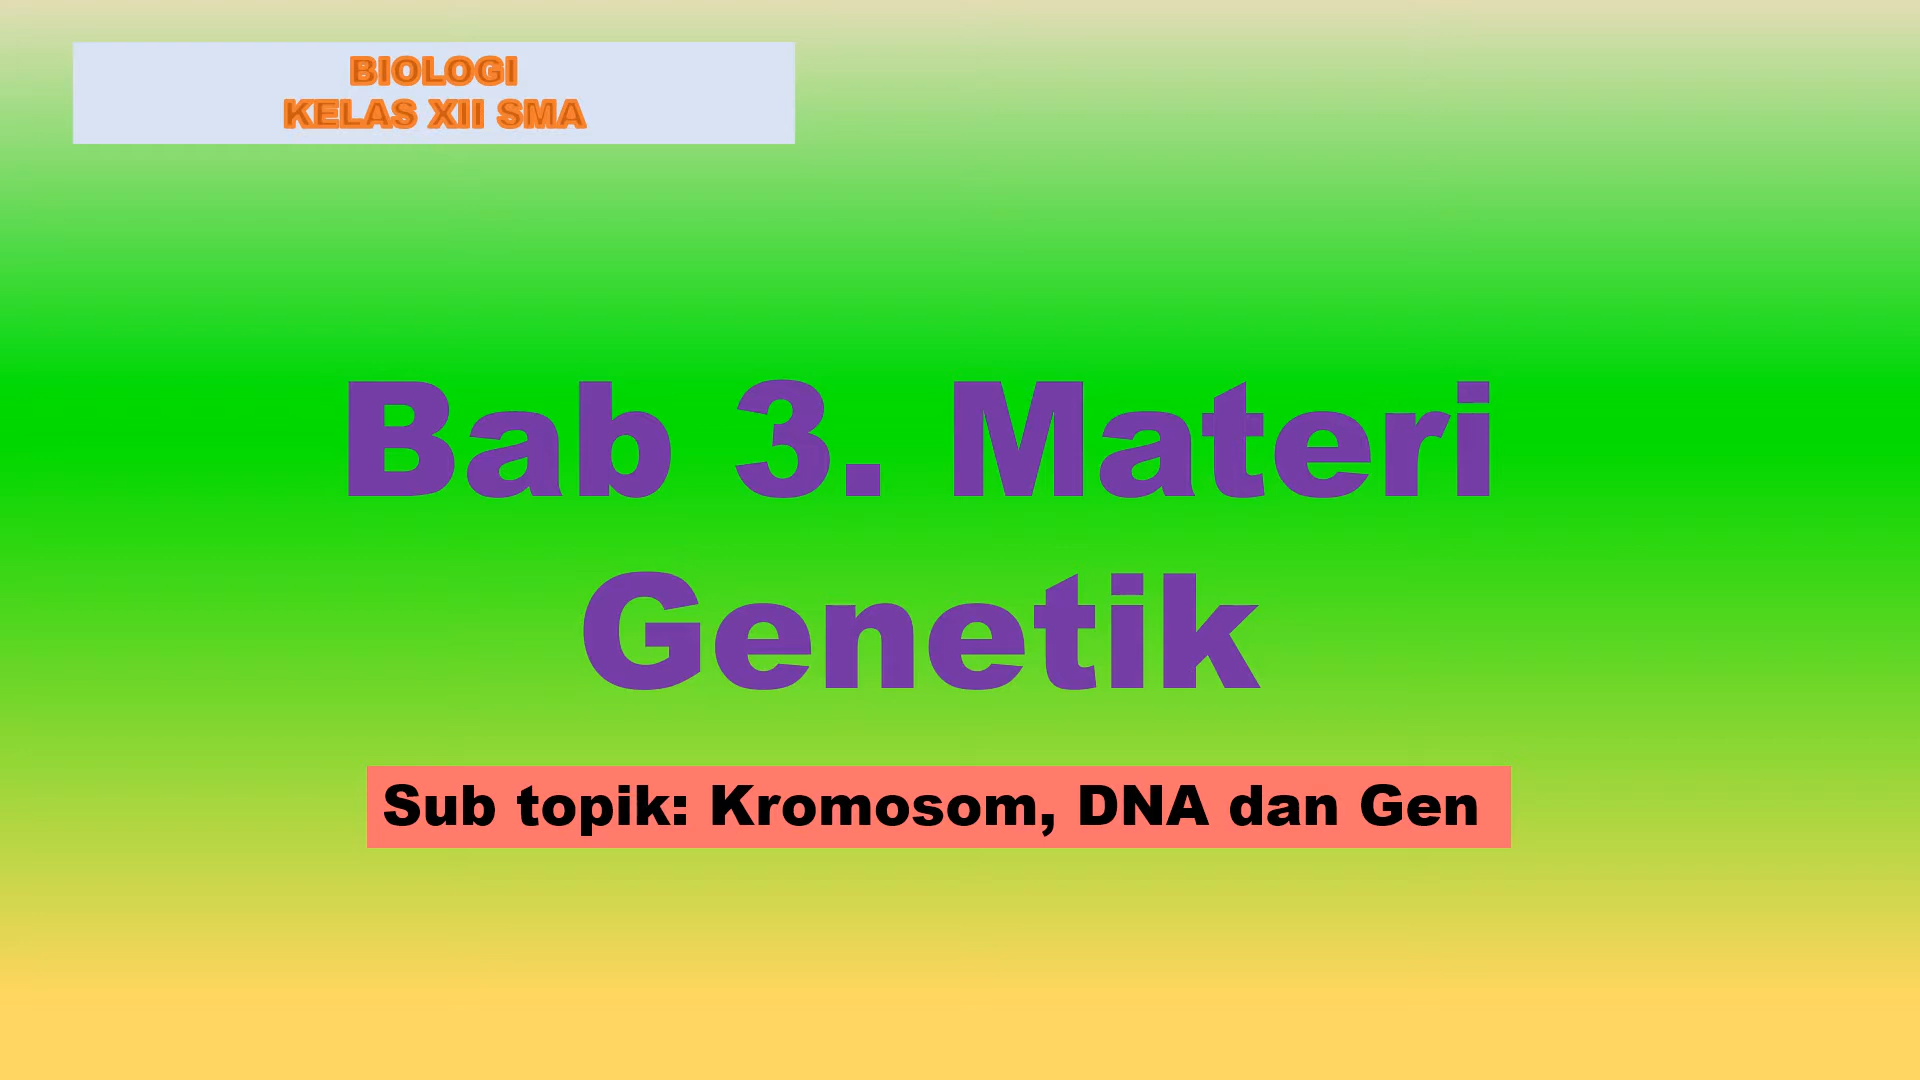 BIOLOGI
KELAS XII SMA
Bab 3. Materi
Genetik
Sub topik: Kromosom, DNA dan Gen